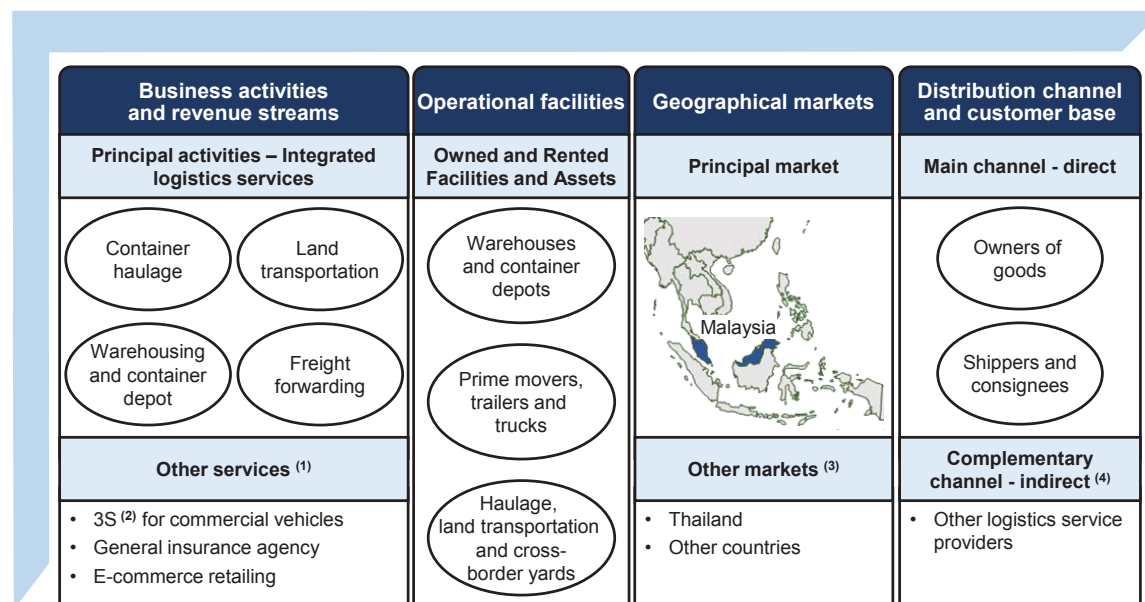 Business activities
and revenue streams
Principal activities – Integrated
logistics services
Container
haulage
Land
transportation
Warehousing
and container
depot
Freight
forwarding
Other services (1)
• 3S (2) for commercial vehicles
• General insurance agency
• E-commerce retailing
Operational facilities
Owned and Rented
Facilities and Assets
Warehouses
and container
depots
Prime movers,
trailers and
trucks
Haulage,
land transportation
and cross-
border yards
Geographical markets
Principal market
Malaysia
Other markets (3)
• Thailand
• Other countries
Distribution channel
and customer base
Main channel - direct
Owners of
goods
Shippers and
consignees
Complementary
channel - indirect (4)
• Other logistics service
providers